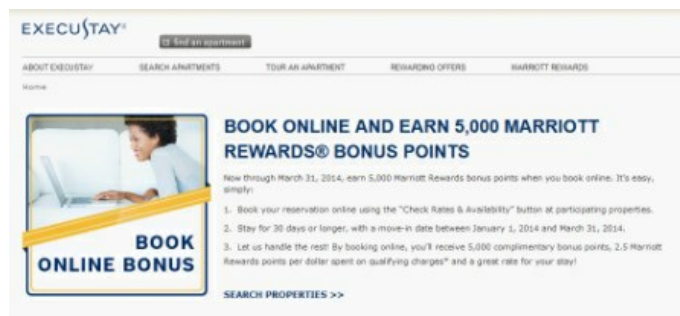 EXECUSTAY®
find an apartment
ABOUT EXECUSTAY SEARCH APARTMENTS TOUR AN APARTMENT REWARDING OFFERS MARRIOTT REWARDS
Home
BOOK ONLINE AND EARN 5,000 MARRIOTT
REWARDS® BONUS POINTS
Now through March 31, 2014, earn 5,000 Marriott Rewards bonus points when you book online. It's easy,
simply:
1. Book your reservation online using the "Check Rates & Availability" button at participating properties.
2. Stay for 30 days or longer, with a move-in date between January 1, 2014 and March 31, 2014.
3. Let us handle the rest! By booking online, you'll receive 5,000 complimentary bonus points, 2.5 Marriott
Rewards points per dollar spent on qualifying charges* and a great rate for your stay!
BOOK
ONLINE BONUS
SEARCH PROPERTIES >>